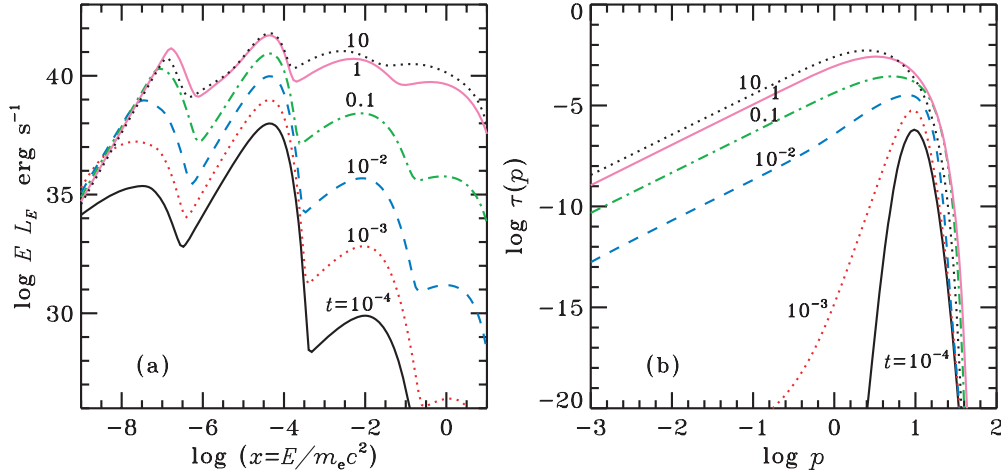 log E L_E erg s⁻¹
40
35
30
10
1
0.1
10⁻²
10⁻³
t=10⁻⁴
(a)
−8 −6 −4 −2 0
log (x=E/mₑc²)
log τ(p)
0
−5
−10
−15
−20
10
1
0.1
10⁻²
10⁻³
t=10⁻⁴
(b)
−3 −2 −1 0 1 2
log p